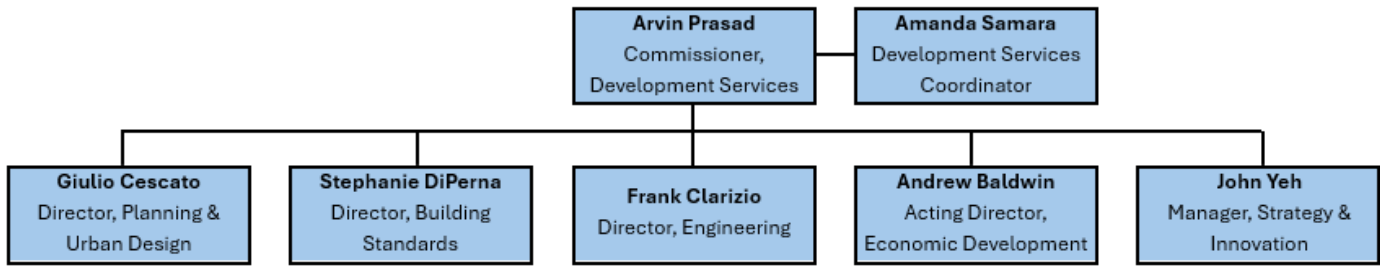 Arvin Prasad
Commissioner,
Development Services
Amanda Samara
Development Services
Coordinator
Giulio Cescato
Director, Planning &
Urban Design
Stephanie DiPerna
Director, Building
Standards
Frank Clarizio
Director, Engineering
Andrew Baldwin
Acting Director,
Economic Development
John Yeh
Manager, Strategy &
Innovation